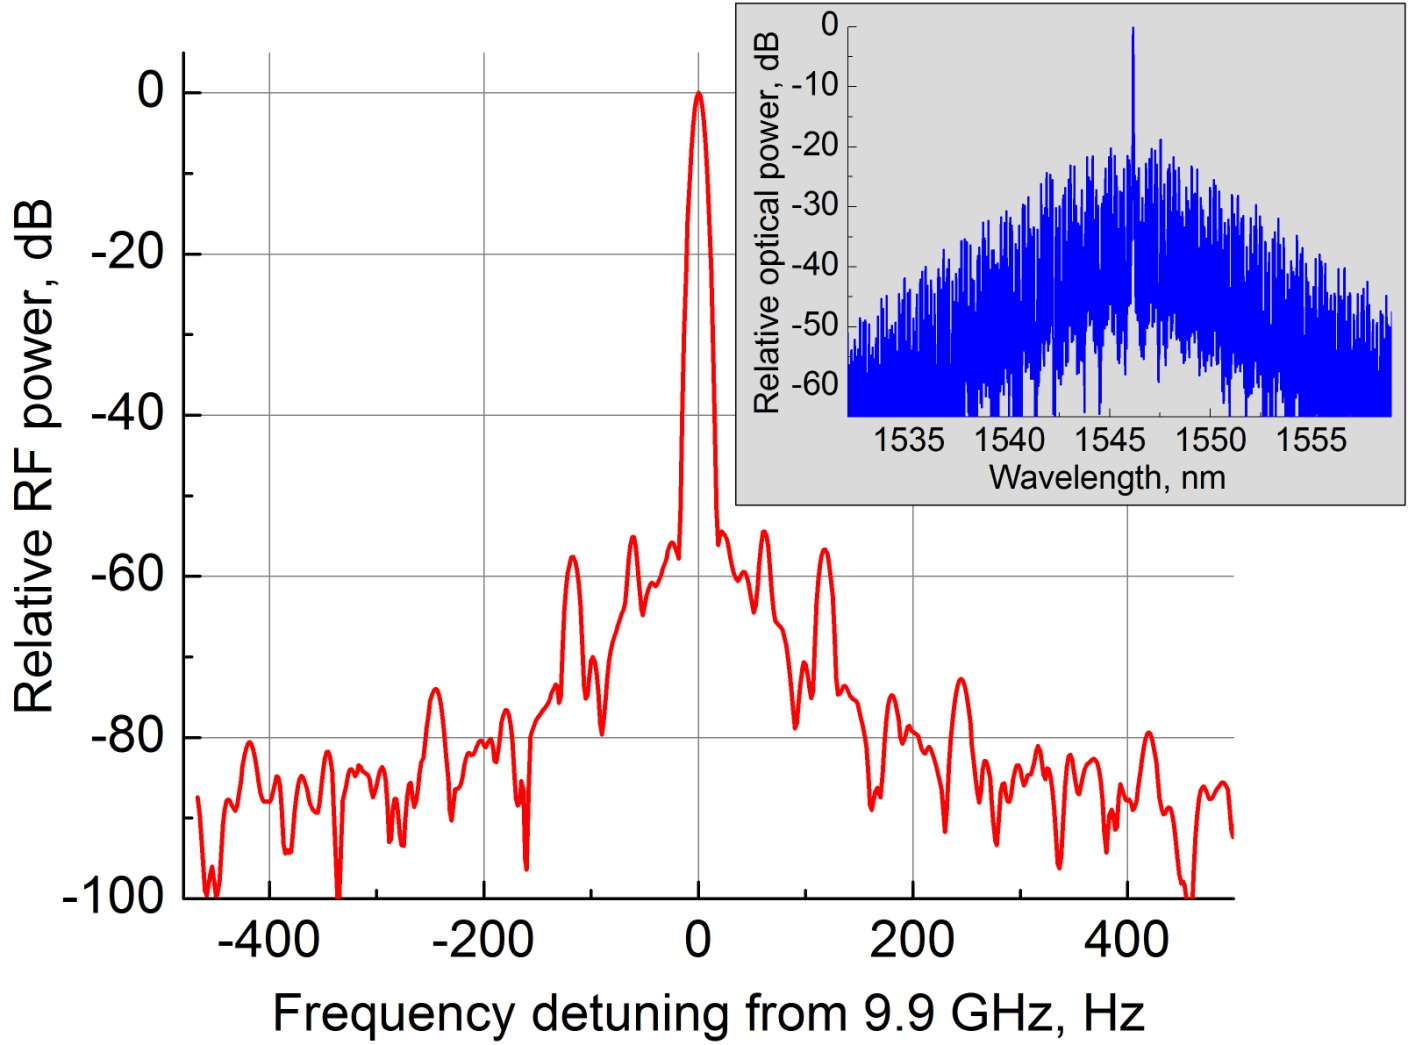 Relative RF power, dB
0
-20
-40
-60
-80
-100
-400 -200 0 200 400
Frequency detuning from 9.9 GHz, Hz
Relative optical power, dB
0
-10
-20
-30
-40
-50
-60
1535 1540 1545 1550 1555
Wavelength, nm